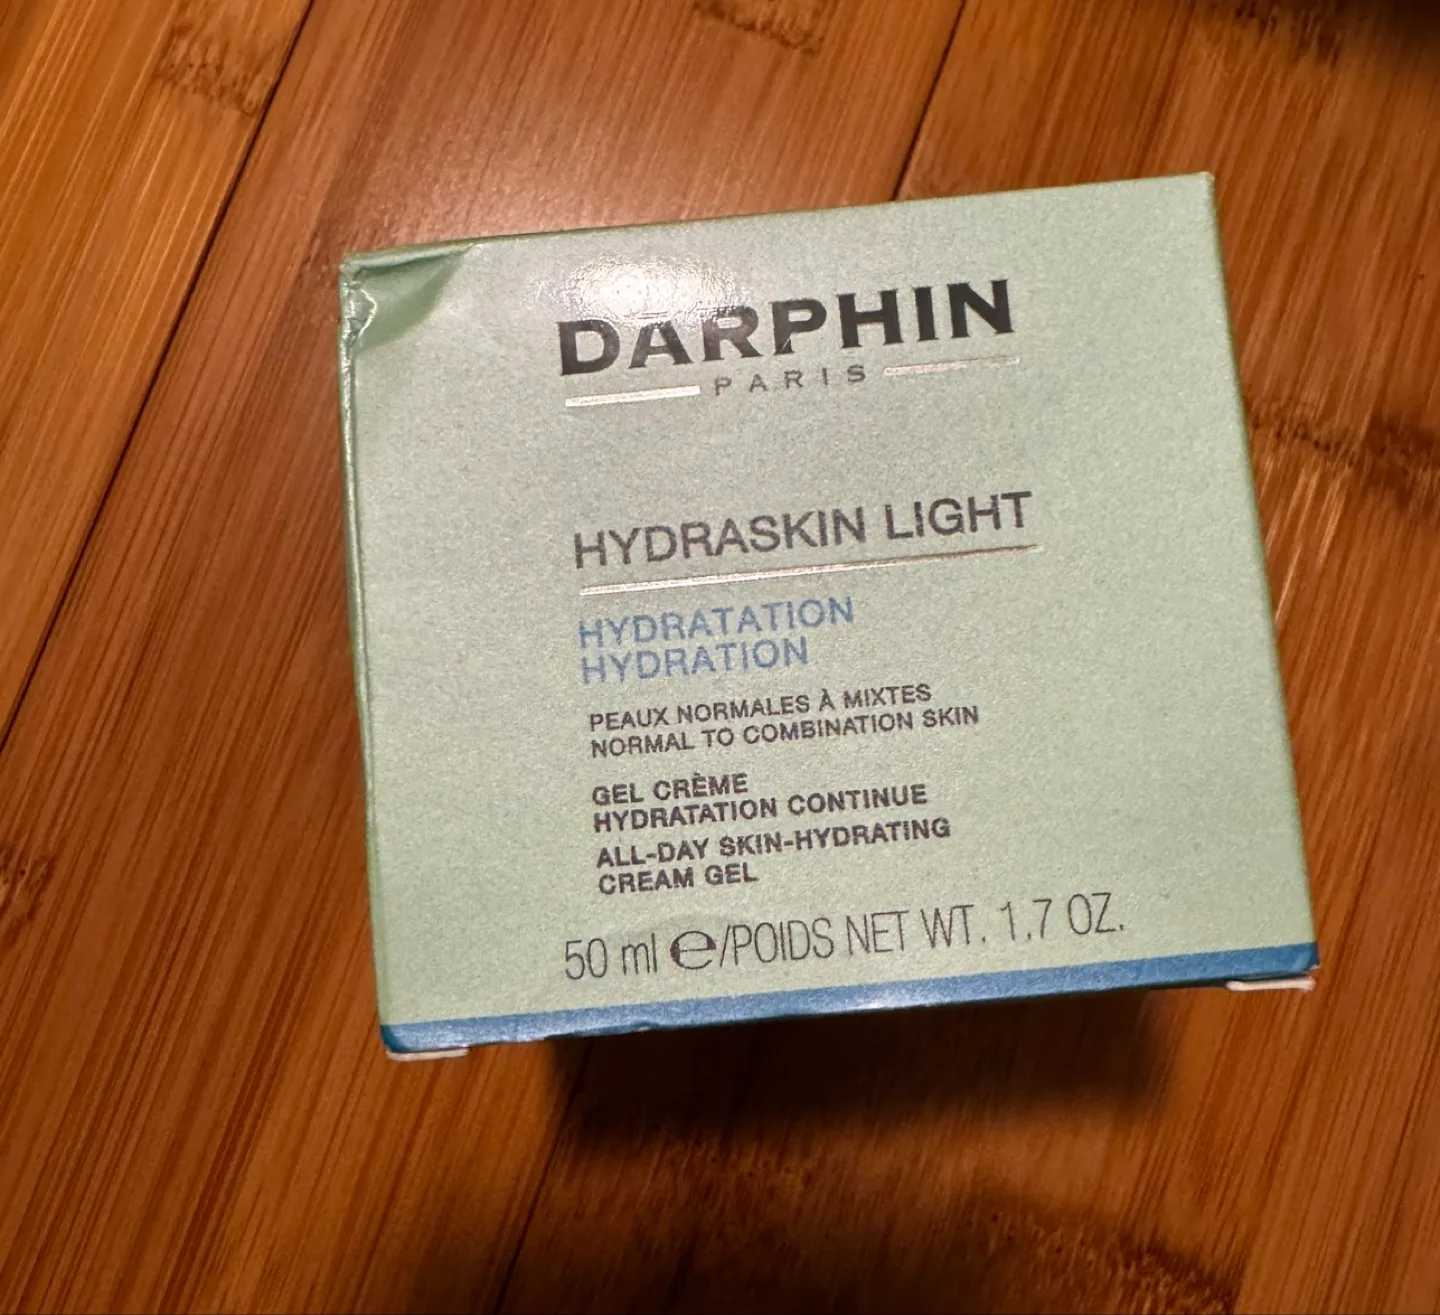 DARPHIN
PARIS
HYDRASKIN LIGHT
HYDRATATION
HYDRATION
PEAUX NORMALES À MIXTES
NORMAL TO COMBINATION SKIN
GEL CRÈME
HYDRATATION CONTINUE
ALL-DAY SKIN-HYDRATING
CREAM GEL
50 ml ℮/POIDS NET WT. 1.7 OZ.